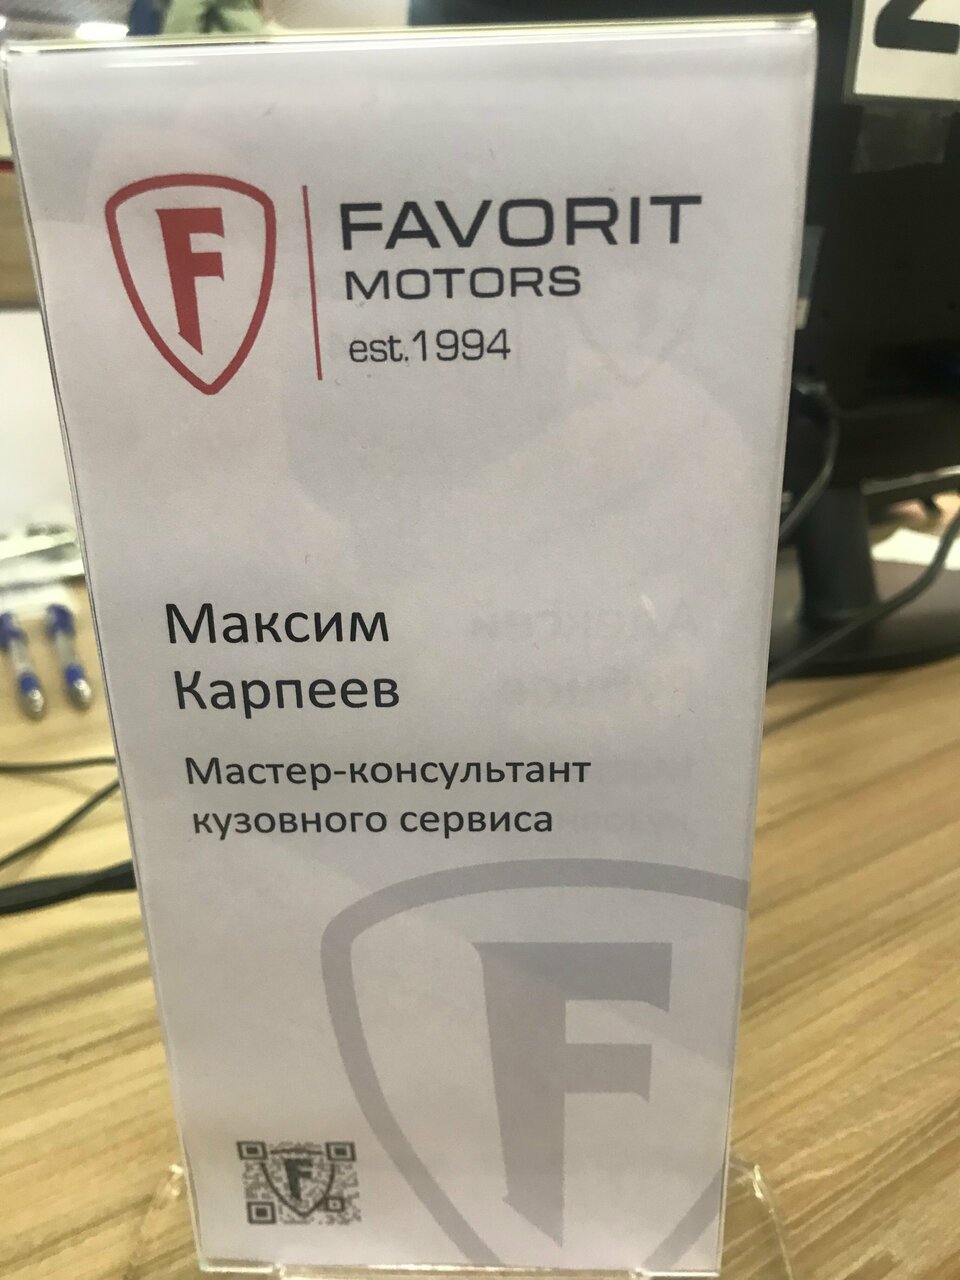 F
FAVORIT
MOTORS
est.1994
Максим
Карпеев
Мастер-консультант
кузовного сервиса
F
F